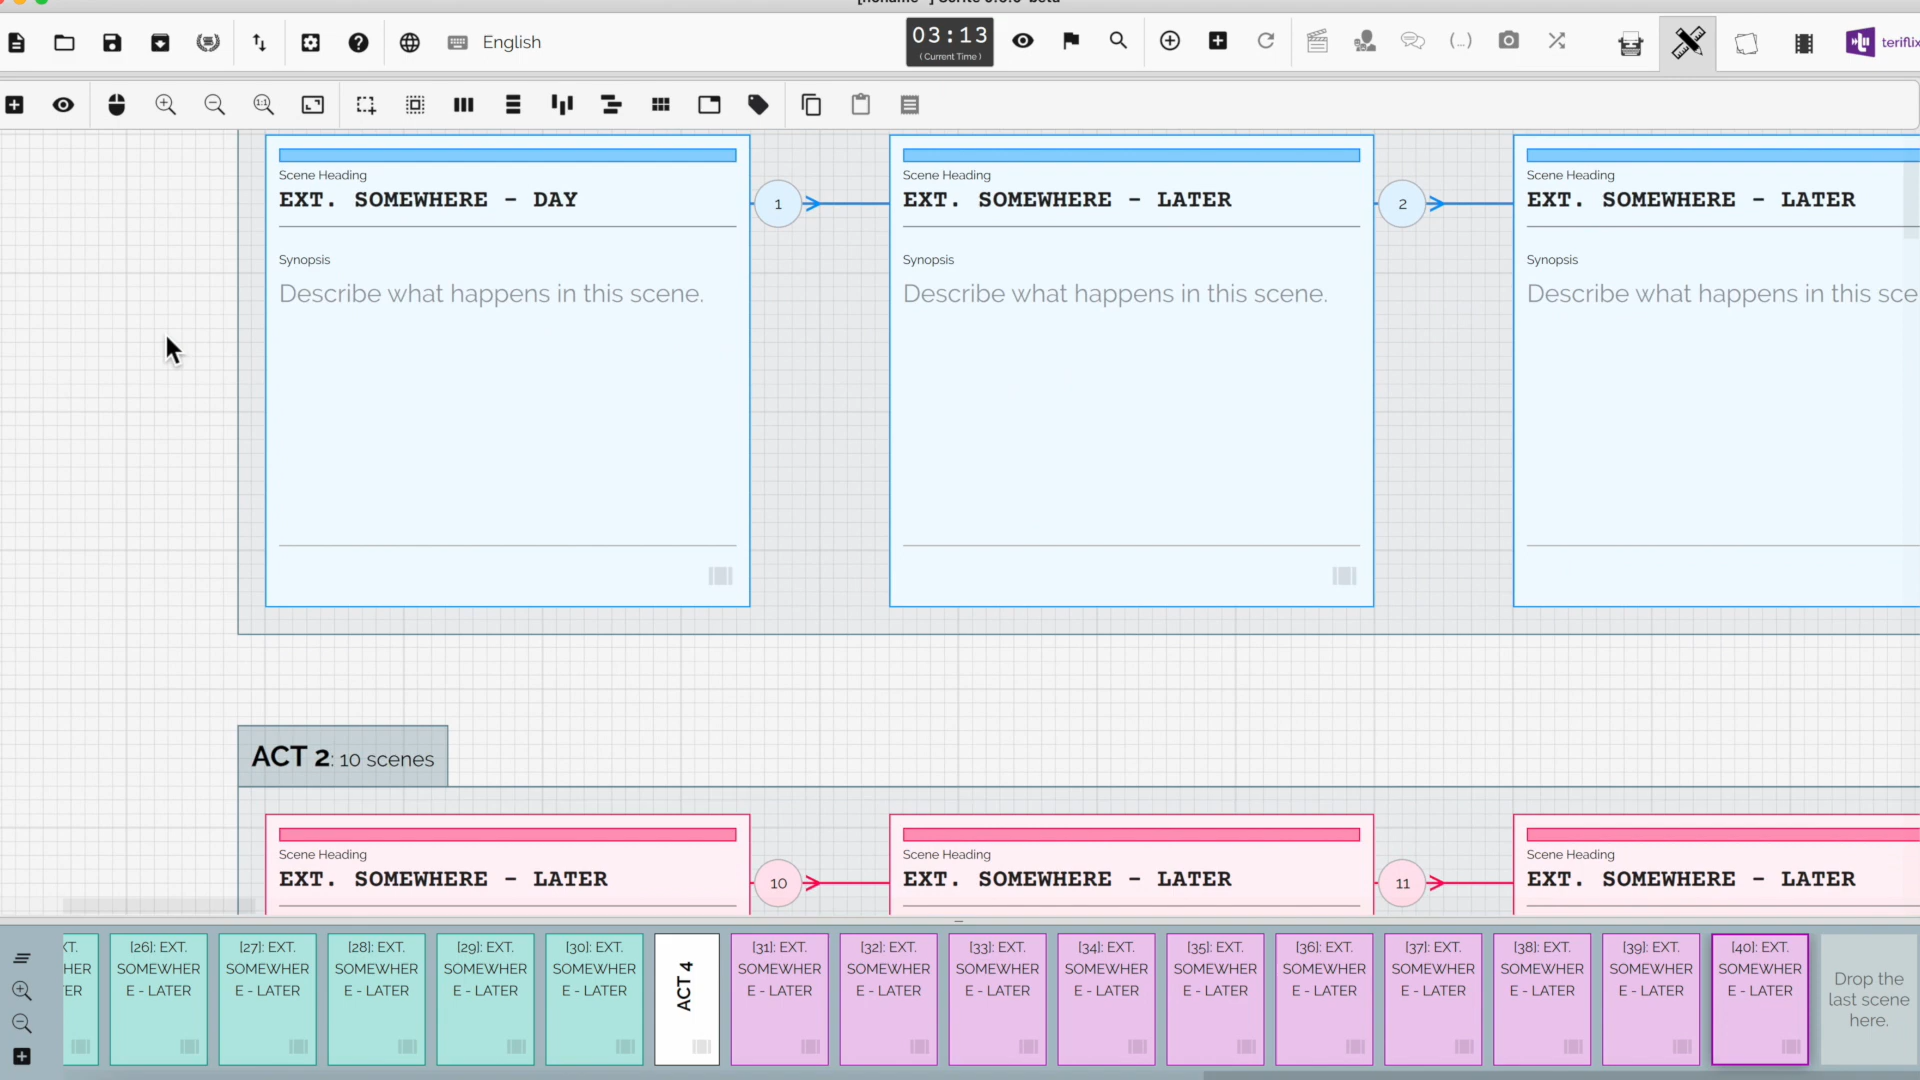 English
03:13
( Current Time )
teriflix
Scene Heading
EXT. SOMEWHERE - DAY
Synopsis
Describe what happens in this scene.
1
Scene Heading
EXT. SOMEWHERE - LATER
Synopsis
Describe what happens in this scene.
2
Scene Heading
EXT. SOMEWHERE - LATER
Synopsis
Describe what happens in this sce
ACT 2: 10 scenes
Scene Heading
EXT. SOMEWHERE - LATER
10
Scene Heading
EXT. SOMEWHERE - LATER
11
Scene Heading
EXT. SOMEWHERE - LATER
XT.
HER
ER
[26]: EXT.
SOMEWHER
E - LATER
[27]: EXT.
SOMEWHER
E - LATER
[28]: EXT.
SOMEWHER
E - LATER
[29]: EXT.
SOMEWHER
E - LATER
[30]: EXT.
SOMEWHER
E - LATER
ACT 4
[31]: EXT.
SOMEWHER
E - LATER
[32]: EXT.
SOMEWHER
E - LATER
[33]: EXT.
SOMEWHER
E - LATER
[34]: EXT.
SOMEWHER
E - LATER
[35]: EXT.
SOMEWHER
E - LATER
[36]: EXT.
SOMEWHER
E - LATER
[37]: EXT.
SOMEWHER
E - LATER
[38]: EXT.
SOMEWHER
E - LATER
[39]: EXT.
SOMEWHER
E - LATER
[40]: EXT.
SOMEWHER
E - LATER
Drop the
last scene
here.